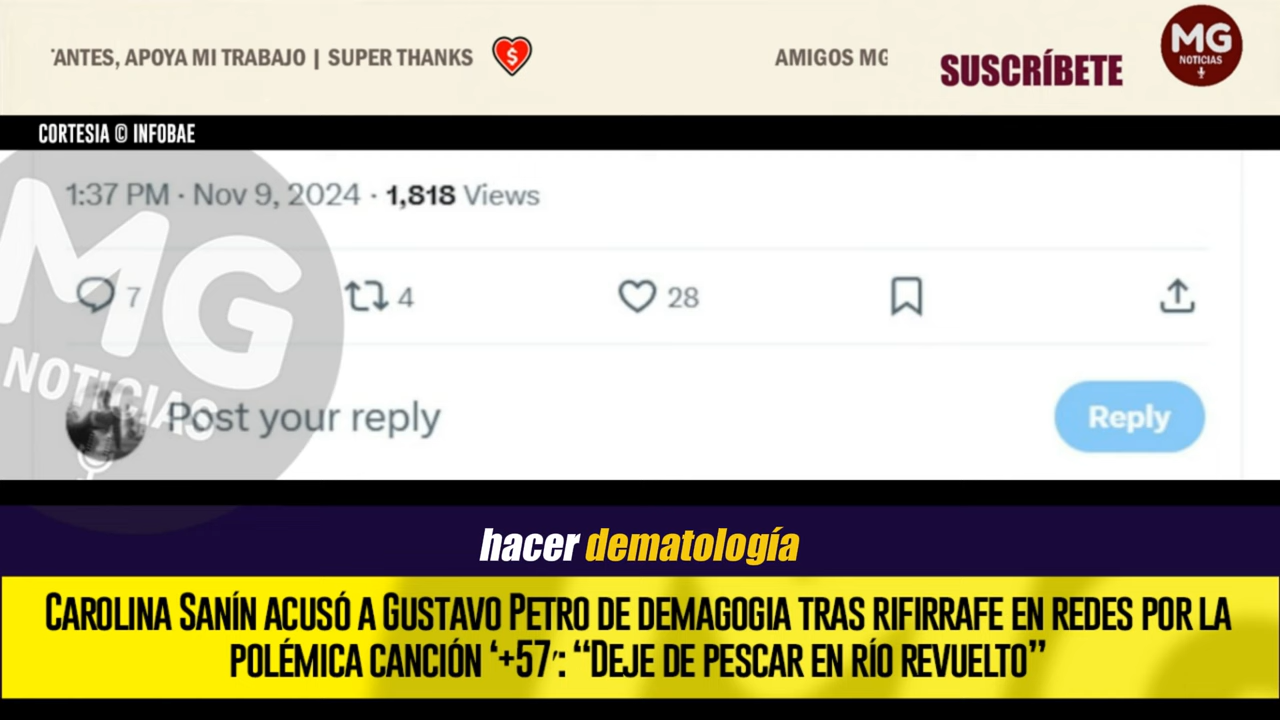 'ANTES, APOYA MI TRABAJO | SUPER THANKS
AMIGOS MG
SUSCRÍBETE
MG
NOTICIAS
CORTESIA © INFOBAE
1:37 PM · Nov 9, 2024 · 1,818 Views
MG
NOTICIAS
7
4
28
Post your reply
Reply
hacer dematología
CAROLINA SANÍN ACUSÓ A GUSTAVO PETRO DE DEMAGOGIA TRAS RIFIRRAFE EN REDES POR LA
POLÉMICA CANCIÓN ‘+57′: “DEJE DE PESCAR EN RÍO REVUELTO”